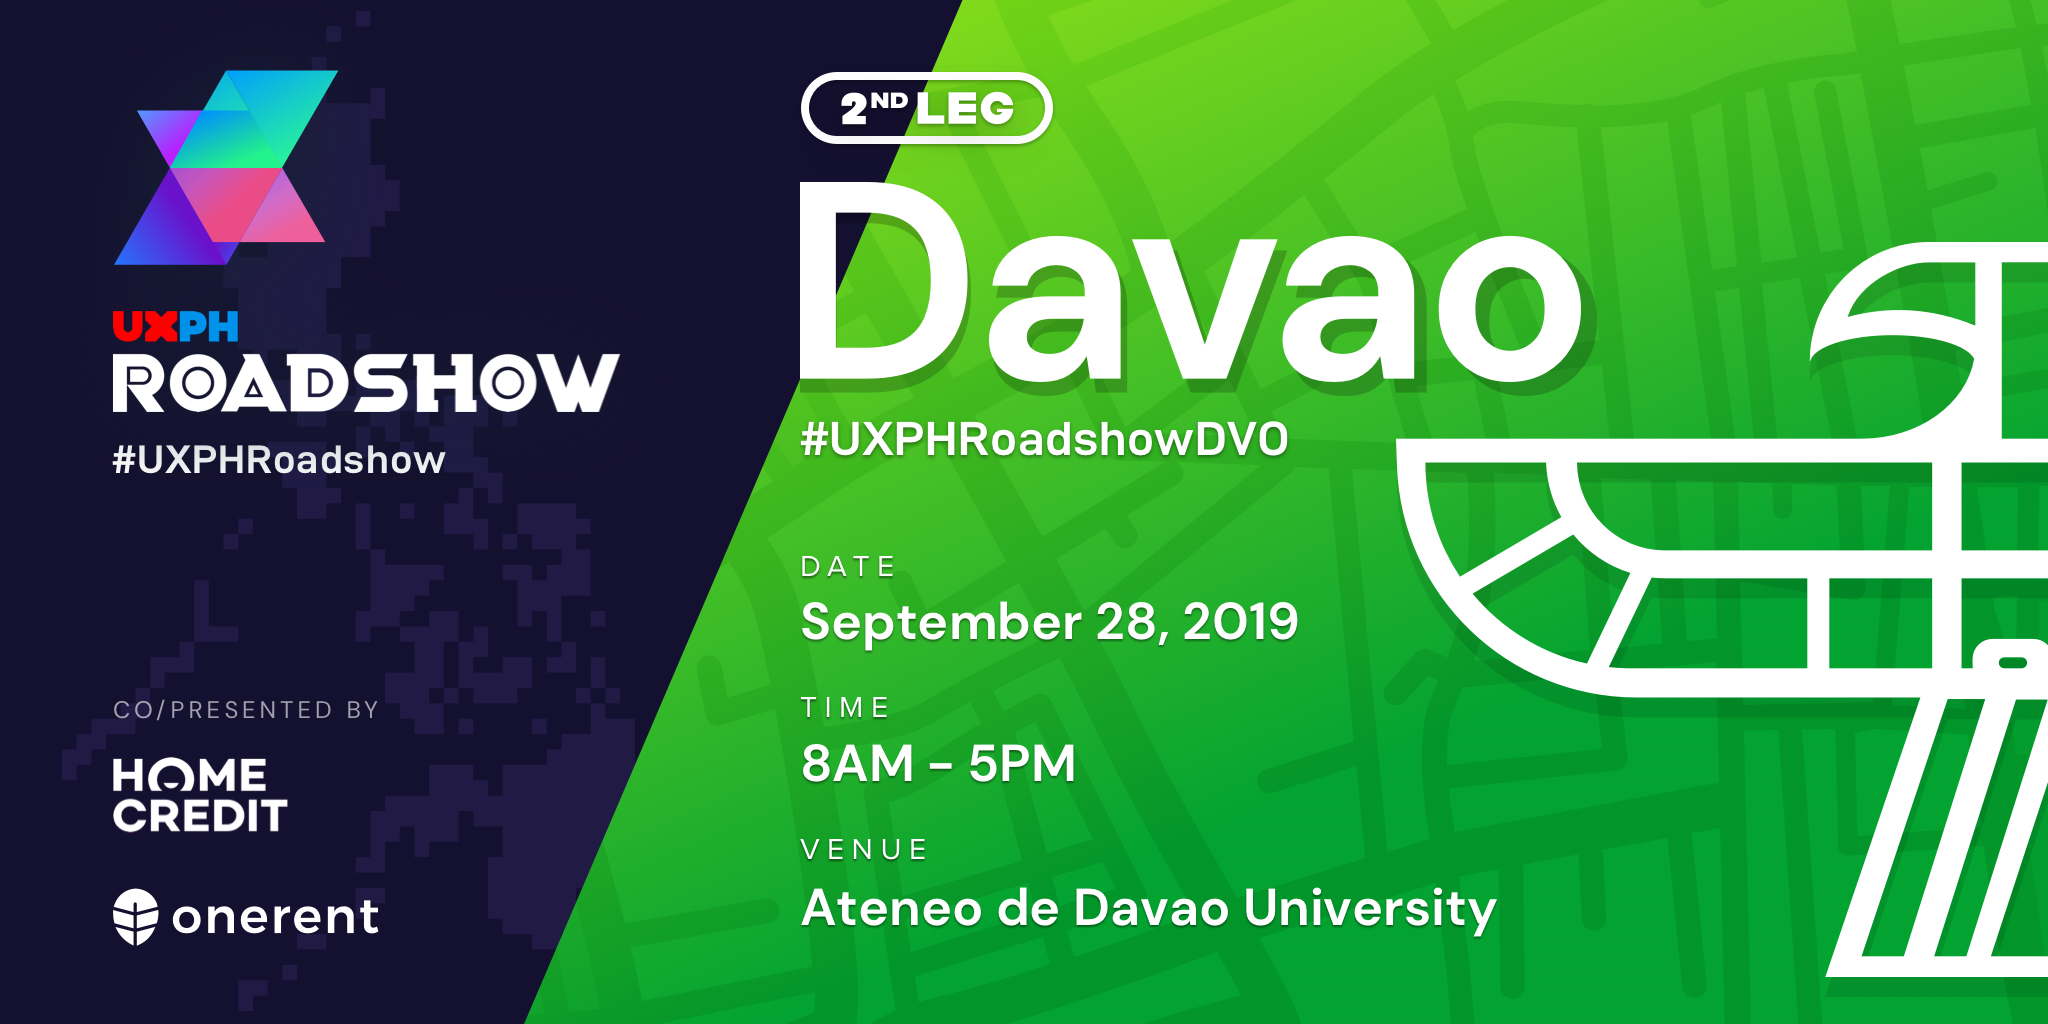 UXPH
ROADSHOW
#UXPHRoadshow
CO/PRESENTED BY
HOME
CREDIT
onerent
2ND LEG
Davao
#UXPHRoadshowDVO
DATE
September 28, 2019
TIME
8AM – 5PM
VENUE
Ateneo de Davao University